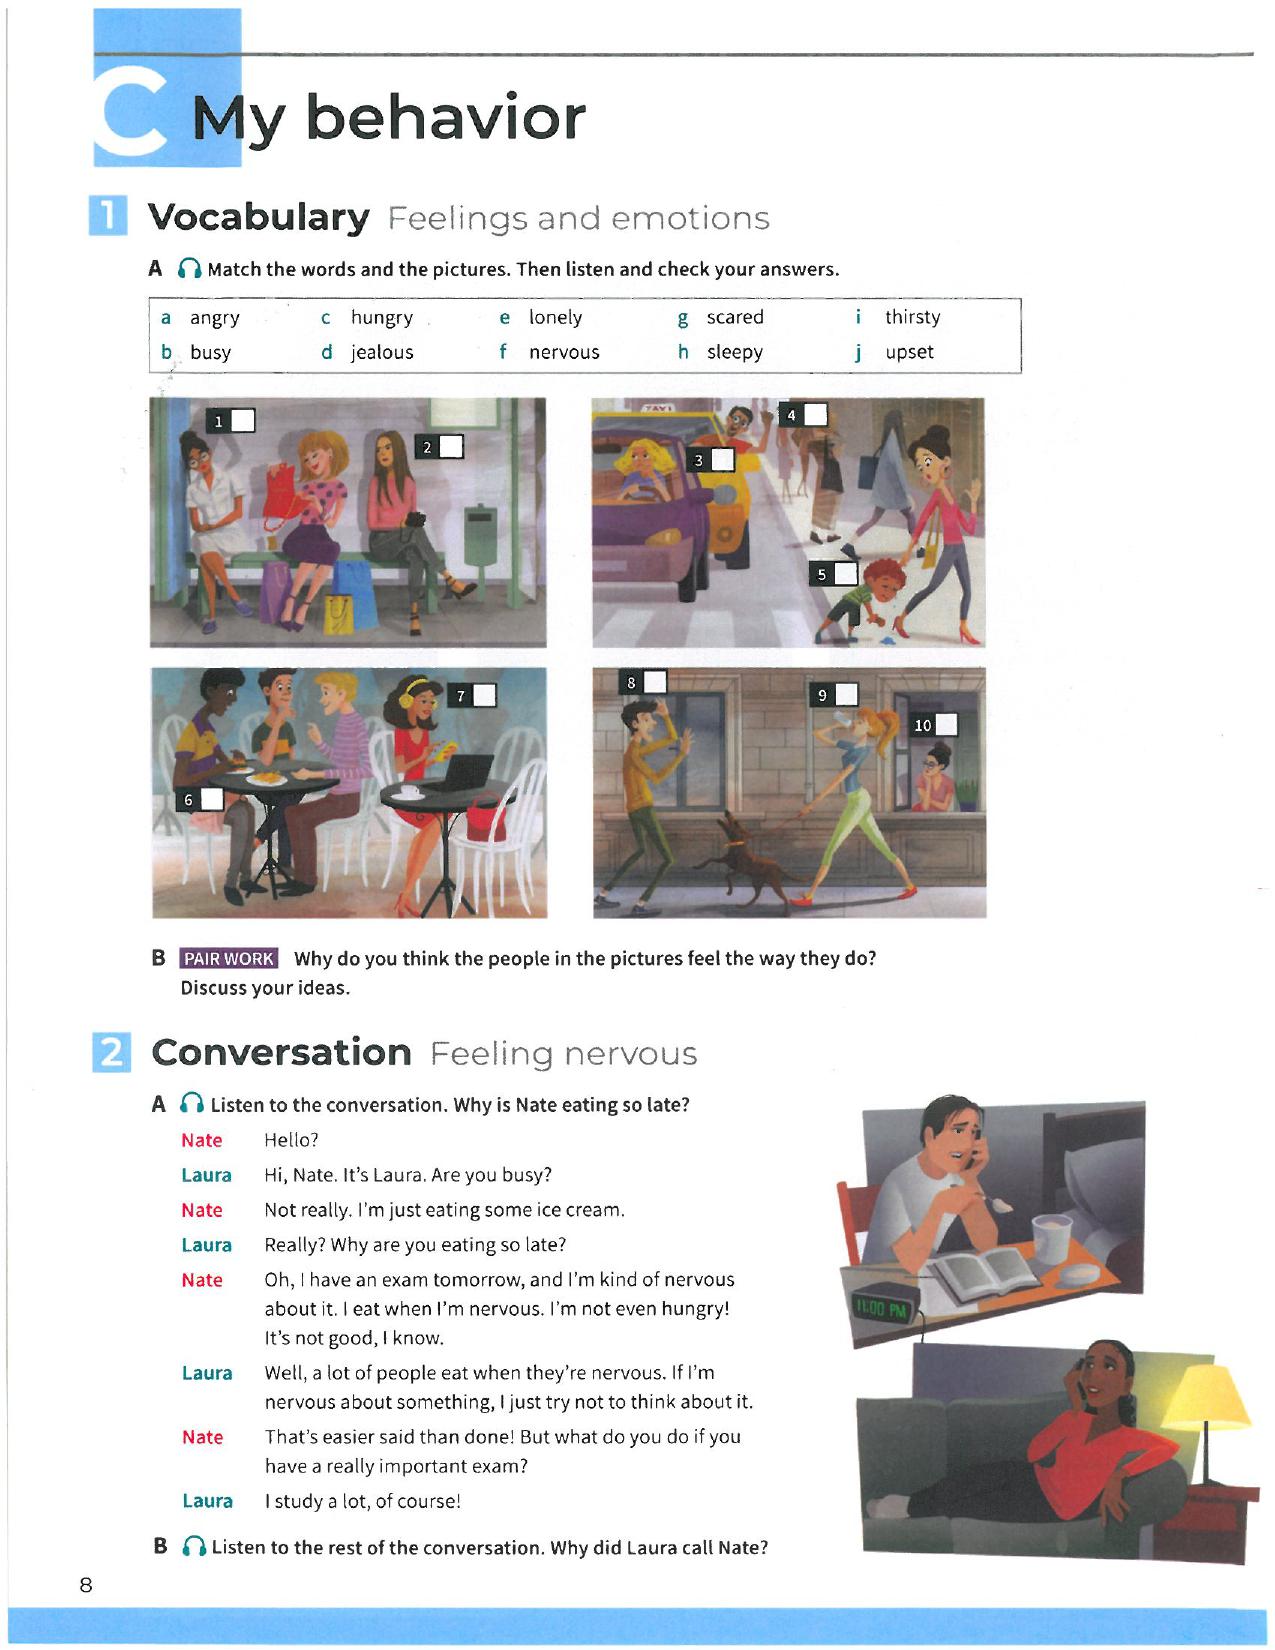 C My behavior
1 Vocabulary Feelings and emotions
A Match the words and the pictures. Then listen and check your answers.
a angry c hungry e lonely g scared i thirsty
b busy d jealous f nervous h sleepy j upset
1
2
TAXI
3
4
5
6
7
8
9
10
B PAIR WORK Why do you think the people in the pictures feel the way they do?
Discuss your ideas.
2 Conversation Feeling nervous
A Listen to the conversation. Why is Nate eating so late?
Nate Hello?
Laura Hi, Nate. It's Laura. Are you busy?
Nate Not really. I'm just eating some ice cream.
Laura Really? Why are you eating so late?
Nate Oh, I have an exam tomorrow, and I'm kind of nervous
about it. I eat when I'm nervous. I'm not even hungry!
It's not good, I know.
Laura Well, a lot of people eat when they're nervous. If I'm
nervous about something, I just try not to think about it.
Nate That's easier said than done! But what do you do if you
have a really important exam?
Laura I study a lot, of course!
11:00 PM
B Listen to the rest of the conversation. Why did Laura call Nate?
8